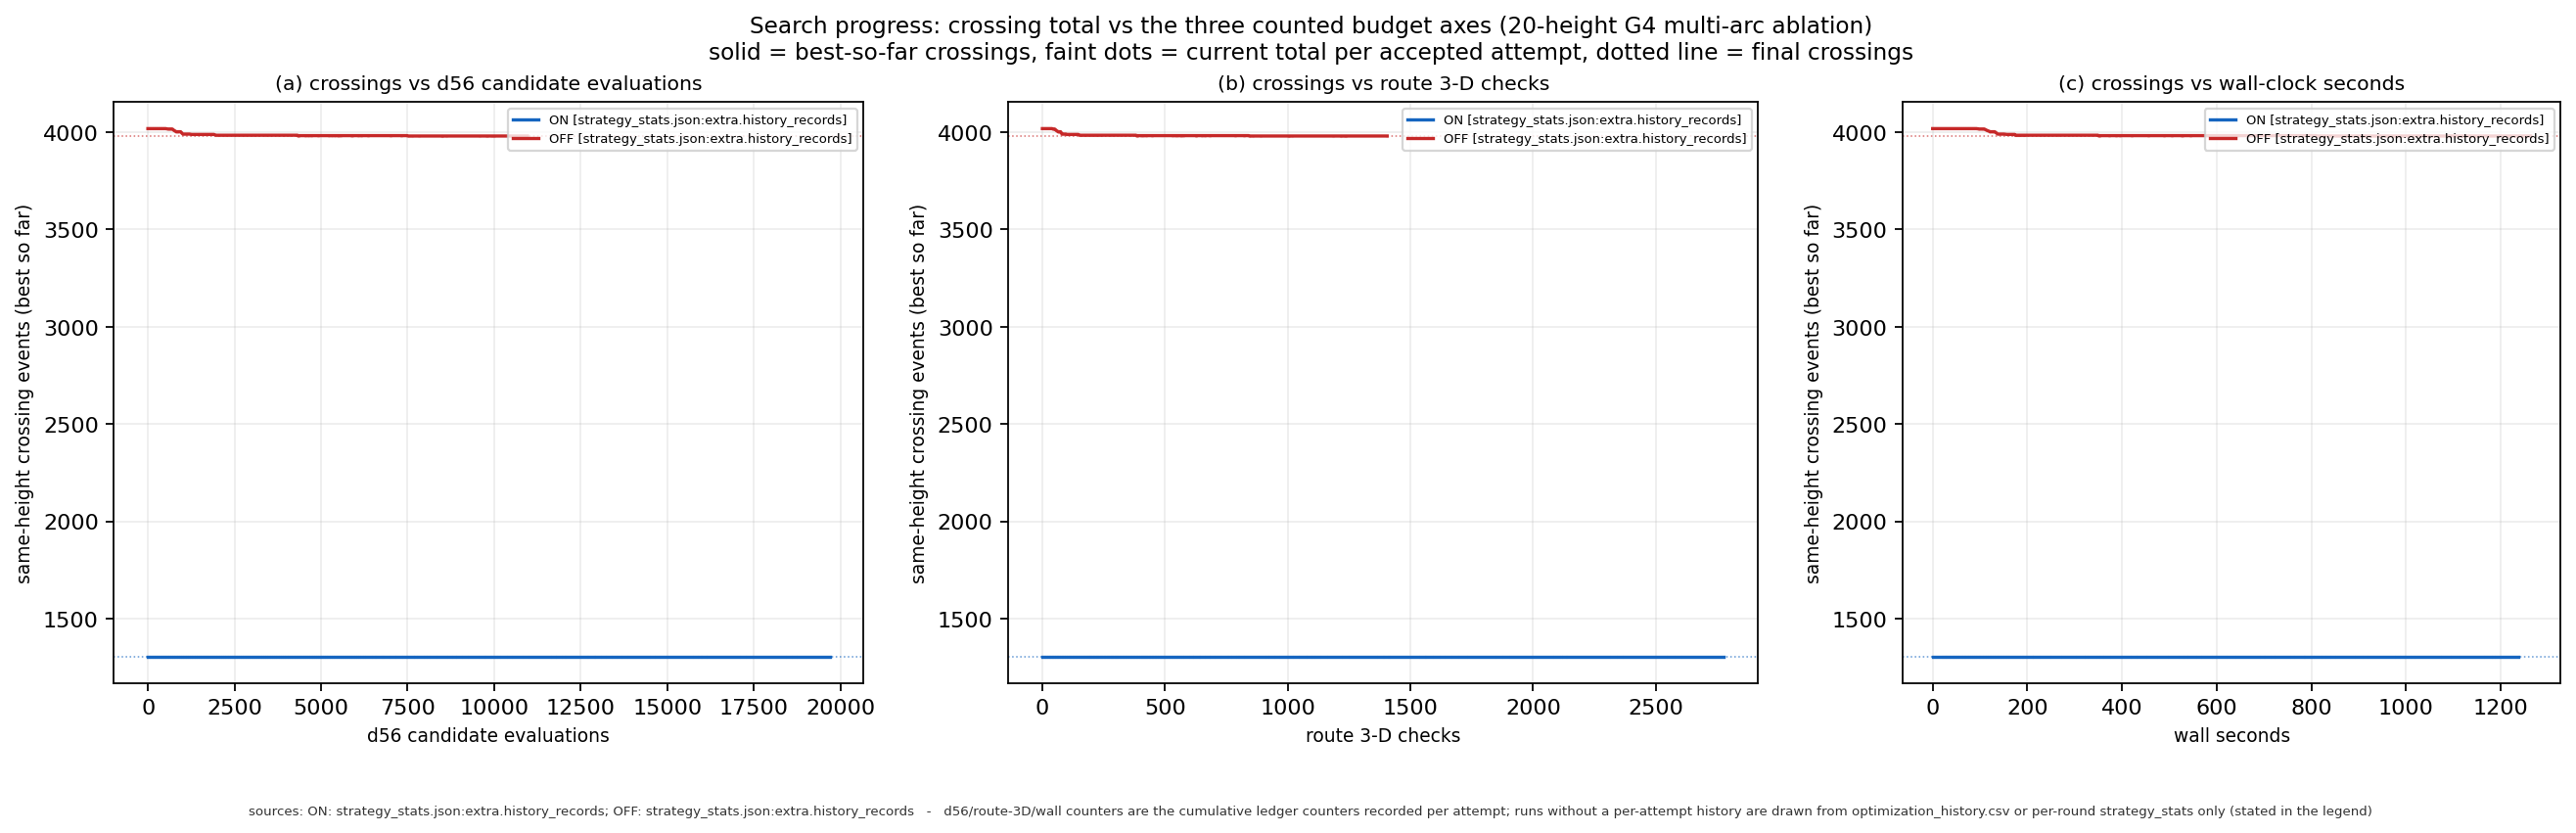 Search progress: crossing total vs the three counted budget axes (20-height G4 multi-arc ablation)
solid = best-so-far crossings, faint dots = current total per accepted attempt, dotted line = final crossings
(a) crossings vs d56 candidate evaluations
same-height crossing events (best so far)
4000
3500
3000
2500
2000
1500
ON [strategy_stats.json:extra.history_records]
OFF [strategy_stats.json:extra.history_records]
0 2500 5000 7500 10000 12500 15000 17500 20000
d56 candidate evaluations
(b) crossings vs route 3-D checks
same-height crossing events (best so far)
4000
3500
3000
2500
2000
1500
ON [strategy_stats.json:extra.history_records]
OFF [strategy_stats.json:extra.history_records]
0 500 1000 1500 2000 2500
route 3-D checks
(c) crossings vs wall-clock seconds
same-height crossing events (best so far)
4000
3500
3000
2500
2000
1500
ON [strategy_stats.json:extra.history_records]
OFF [strategy_stats.json:extra.history_records]
0 200 400 600 800 1000 1200
wall seconds
sources: ON: strategy_stats.json:extra.history_records; OFF: strategy_stats.json:extra.history_records - d56/route-3D/wall counters are the cumulative ledger counters recorded per attempt; runs without a per-attempt history are drawn from optimization_history.csv or per-round strategy_stats only (stated in the legend)